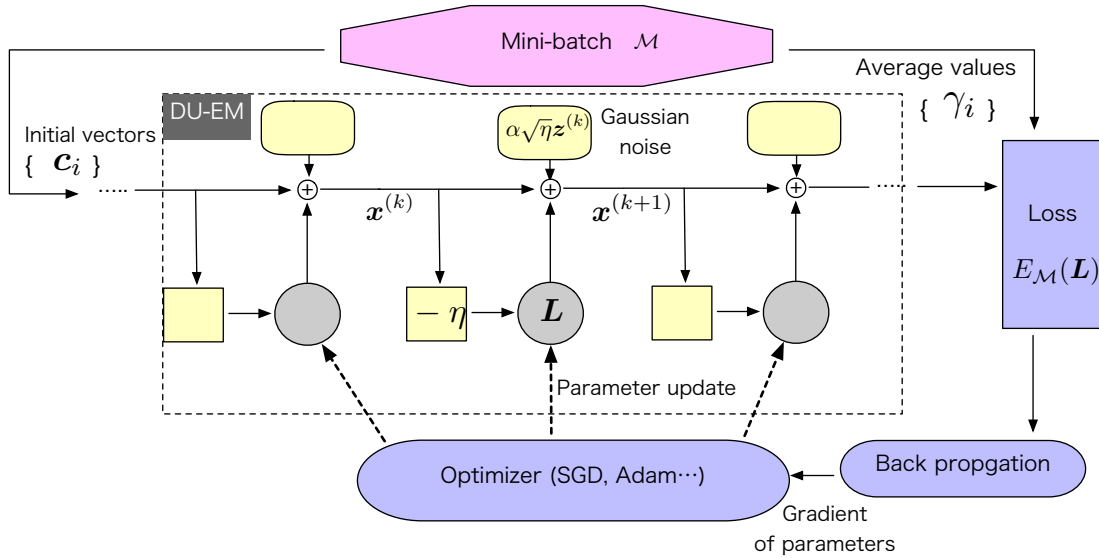 Mini-batch 𝓜
Average values
{ γᵢ }
DU-EM
Initial vectors
{ 𝒄ᵢ }
α√η𝒛⁽ᵏ⁾
Gaussian
noise
·····
+
+
+
·····
𝒙⁽ᵏ⁾
𝒙⁽ᵏ⁺¹⁾
Loss
E_𝓜(𝑳)
− η
𝑳
Parameter update
Optimizer (SGD, Adam···)
Back propgation
Gradient
of parameters